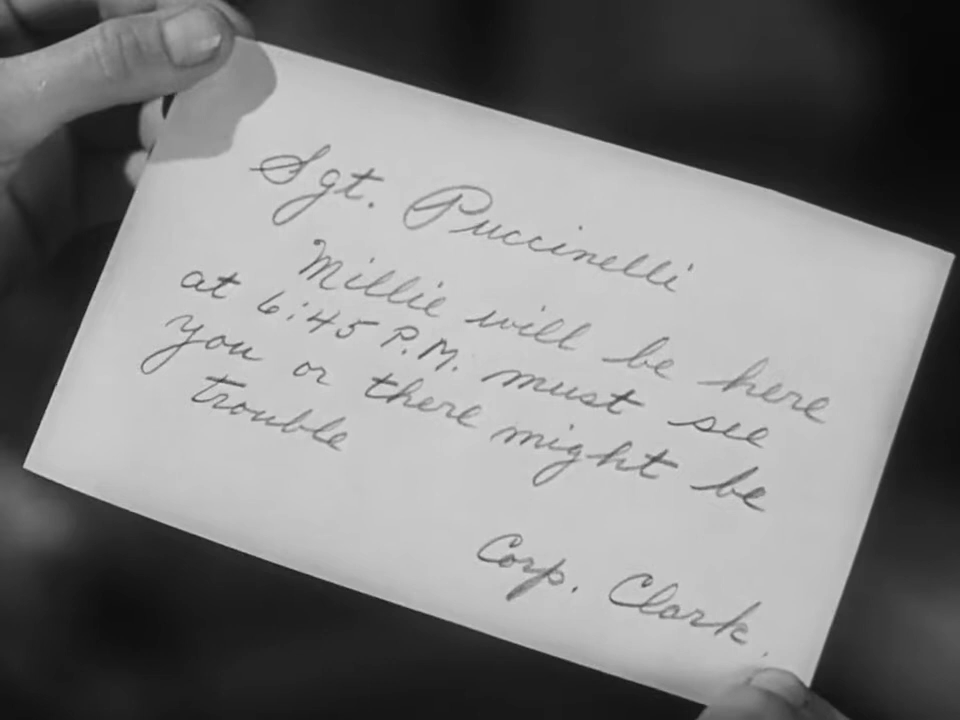 Sgt. Puccinelli
Millie will be here
at 6:45 P.M. must see
you or there might be
trouble
Corp. Clark.